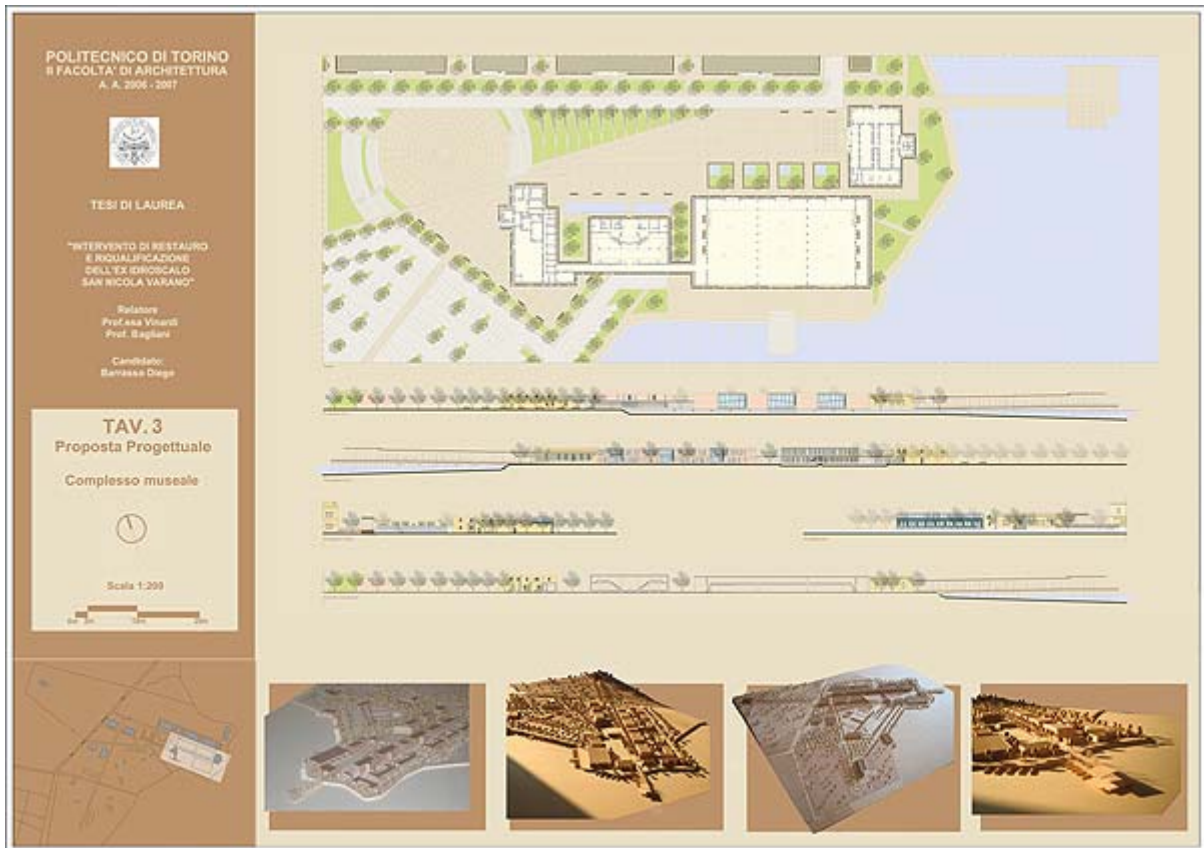 POLITECNICO DI TORINO
II FACOLTA' DI ARCHITETTURA
A. A. 2006 - 2007
TESI DI LAUREA
"INTERVENTO DI RESTAURO
E RIQUALIFICAZIONE
DELL'EX IDROSCALO
SAN NICOLA VARANO"
Relatore
Prof.ssa Vinardi
Prof. Bagliani
Candidato:
Barrasso Diego
TAV. 3
Proposta Progettuale
Complesso museale
Scala 1:200
0m